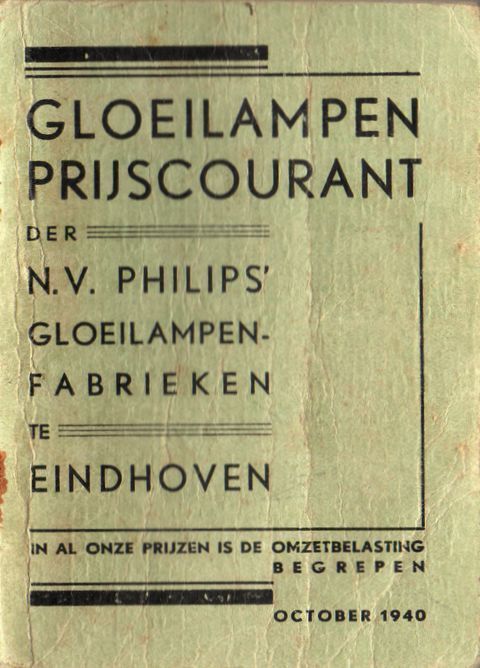 GLOEILAMPEN
PRIJSCOURANT
DER
N.V. PHILIPS'
GLOEILAMPEN-
FABRIEKEN
TE
EINDHOVEN
IN AL ONZE PRIJZEN IS DE OMZETBELASTING
BEGREPEN
OCTOBER 1940